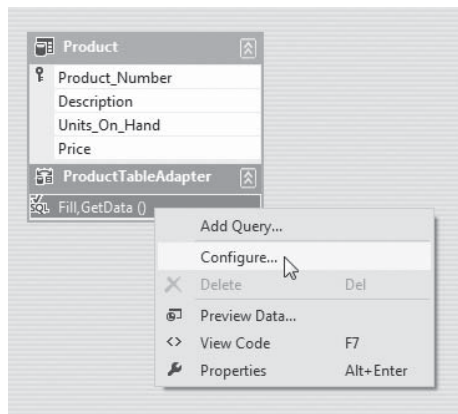 Product
Product_Number
Description
Units_On_Hand
Price
ProductTableAdapter
SQL Fill,GetData ()
Add Query...
Configure...
Delete Del
Preview Data...
View Code F7
Properties Alt+Enter